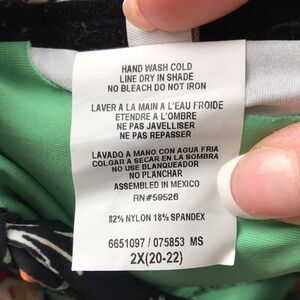 HAND WASH COLD
LINE DRY IN SHADE
NO BLEACH DO NOT IRON
LAVER A LA MAIN A L'EAU FROIDE
ETENDRE A L'OMBRE
NE PAS JAVELLISER
NE PAS REPASSER
LAVADO A MANO CON AGUA FRIA
COLGAR A SECAR EN LA SOMBRA
NO USE BLANQUEADOR
NO PLANCHAR
ASSEMBLED IN MEXICO
RN#59526
82% NYLON 18% SPANDEX
6651097 / 075853 MS
2X(20-22)